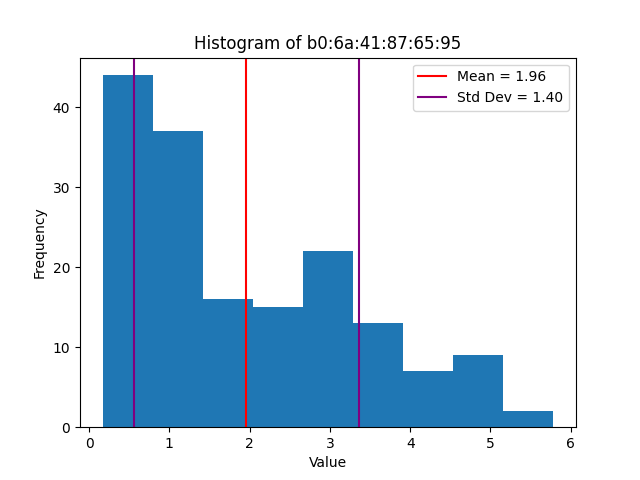 Histogram of b0:6a:41:87:65:95
Mean = 1.96
Std Dev = 1.40
Frequency
40
30
20
10
0
0 1 2 3 4 5 6
Value